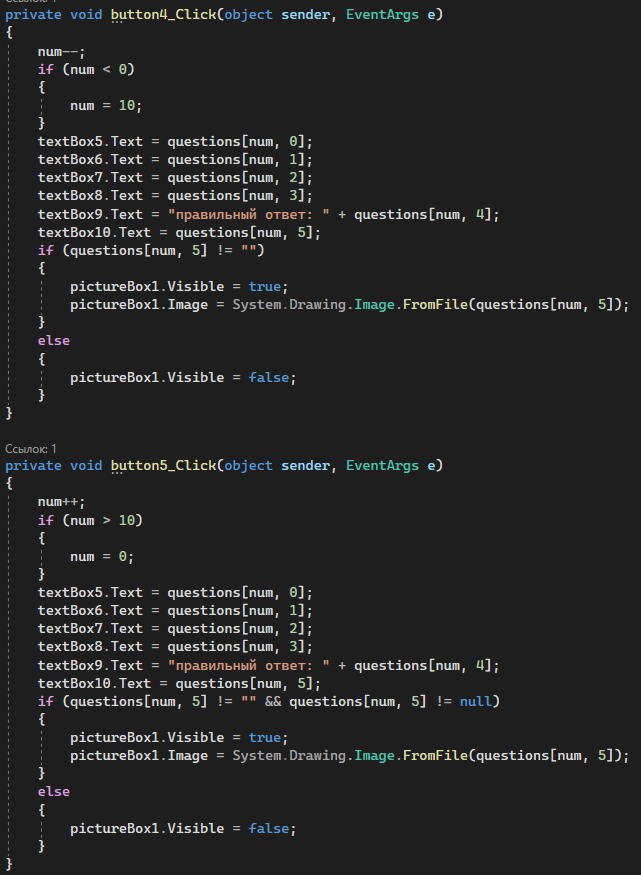 Ссылок: 1
private void button4_Click(object sender, EventArgs e)
{
    num--;
    if (num < 0)
    {
        num = 10;
    }
    textBox5.Text = questions[num, 0];
    textBox6.Text = questions[num, 1];
    textBox7.Text = questions[num, 2];
    textBox8.Text = questions[num, 3];
    textBox9.Text = "правильный ответ: " + questions[num, 4];
    textBox10.Text = questions[num, 5];
    if (questions[num, 5] != "")
    {
        pictureBox1.Visible = true;
        pictureBox1.Image = System.Drawing.Image.FromFile(questions[num, 5]);
    }
    else
    {
        pictureBox1.Visible = false;
    }
}
Ссылок: 1
private void button5_Click(object sender, EventArgs e)
{
    num++;
    if (num > 10)
    {
        num = 0;
    }
    textBox5.Text = questions[num, 0];
    textBox6.Text = questions[num, 1];
    textBox7.Text = questions[num, 2];
    textBox8.Text = questions[num, 3];
    textBox9.Text = "правильный ответ: " + questions[num, 4];
    textBox10.Text = questions[num, 5];
    if (questions[num, 5] != "" && questions[num, 5] != null)
    {
        pictureBox1.Visible = true;
        pictureBox1.Image = System.Drawing.Image.FromFile(questions[num, 5]);
    }
    else
    {
        pictureBox1.Visible = false;
    }
}